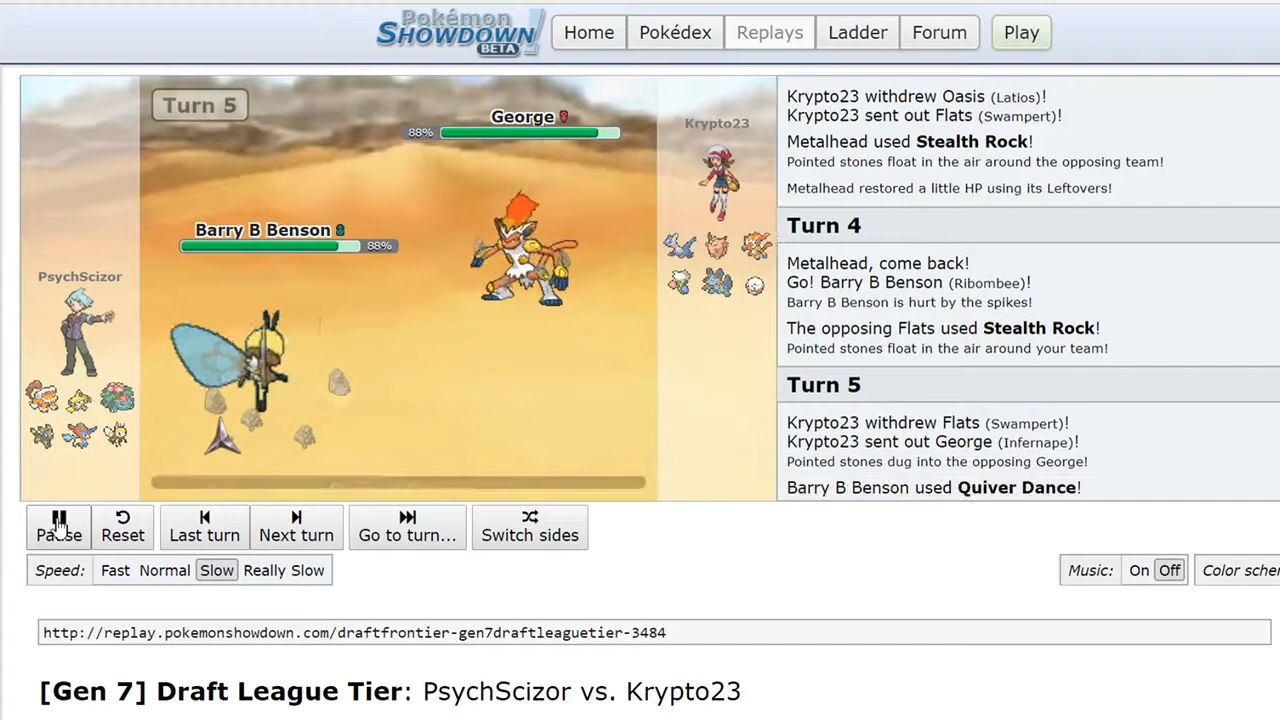 Pokémon
SHOWDOWN!
BETA
Home
Pokédex
Replays
Ladder
Forum
Play
Turn 5
George
88%
Krypto23
Barry B Benson
88%
PsychScizor
Krypto23 withdrew Oasis (Latios)!
Krypto23 sent out Flats (Swampert)!
Metalhead used Stealth Rock!
Pointed stones float in the air around the opposing team!
Metalhead restored a little HP using its Leftovers!
Turn 4
Metalhead, come back!
Go! Barry B Benson (Ribombee)!
Barry B Benson is hurt by the spikes!
The opposing Flats used Stealth Rock!
Pointed stones float in the air around your team!
Turn 5
Krypto23 withdrew Flats (Swampert)!
Krypto23 sent out George (Infernape)!
Pointed stones dug into the opposing George!
Barry B Benson used Quiver Dance!
Pause
Reset
Last turn
Next turn
Go to turn...
Switch sides
Speed: Fast Normal Slow Really Slow
Music: On Off
Color scher
http://replay.pokemonshowdown.com/draftfrontier-gen7draftleaguetier-3484
[Gen 7] Draft League Tier: PsychScizor vs. Krypto23